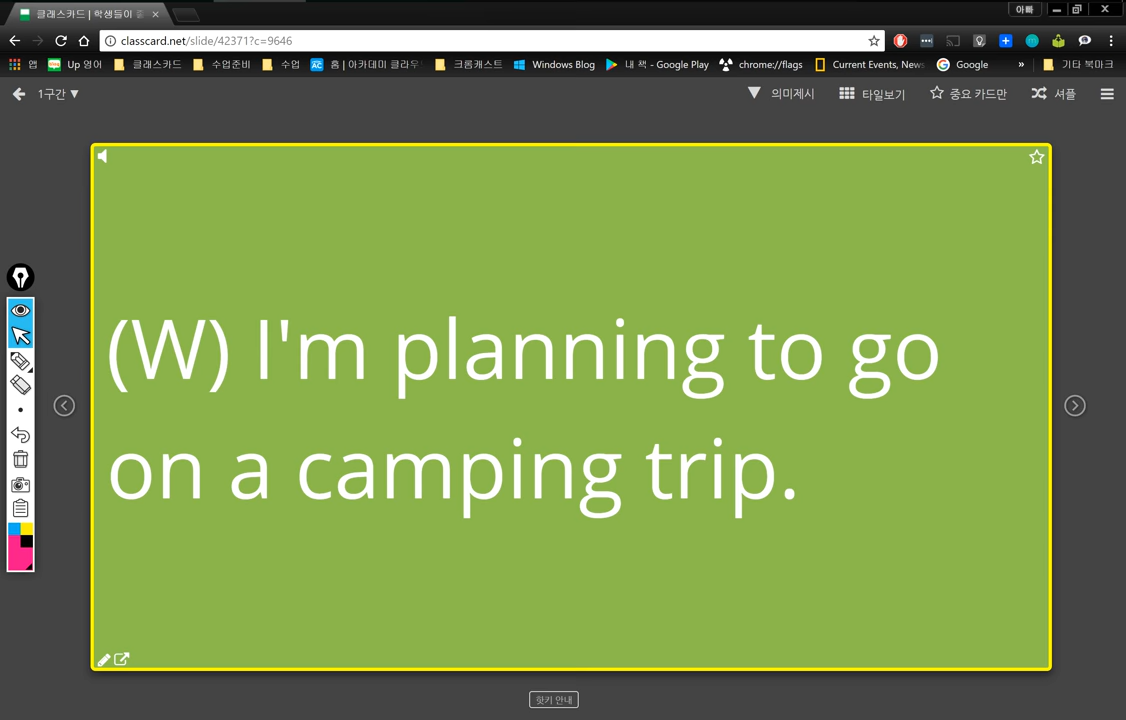 클래스카드 | 학생들이
아빠
classcard.net/slide/42371?c=9646
앱
Up 영어
클래스카드
수업준비
수업
홈 | 아카데미 클라우
크롬캐스트
Windows Blog
내 책 - Google Play
chrome://flags
Current Events, News
Google
»
기타 북마크
1구간 ▼
▼ 의미제시
타일보기
중요 카드만
셔플
(W) I'm planning to go
on a camping trip.
핫키 안내